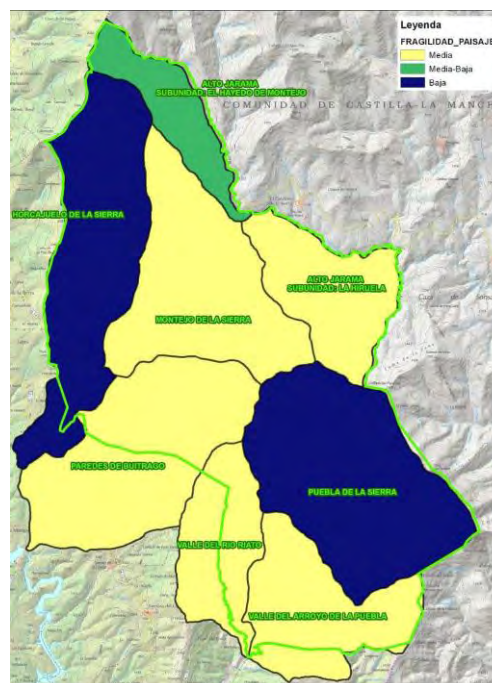 Leyenda
FRAGILIDAD_PAISAJE
Media
Media-Baja
Baja
ALTO JARAMA
SUBUNIDAD: EL HAYEDO DE MONTEJO
COMUNIDAD DE CASTILLA-LA MANCH
HORCAJUELO DE LA SIERRA
ALTO JARAMA
SUBUNIDAD: LA HIRUELA
MONTEJO DE LA SIERRA
PAREDES DE BUITRAGO
PUEBLA DE LA SIERRA
VALLE DEL RIO RIATO
VALLE DEL ARROYO DE LA PUEBLA